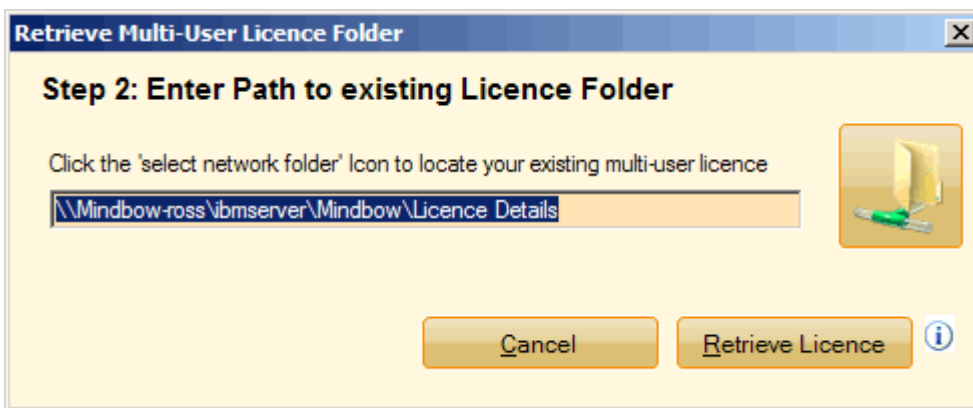 Retrieve Multi-User Licence Folder
Step 2: Enter Path to existing Licence Folder
Click the 'select network folder' Icon to locate your existing multi-user licence
\\Mindbow-ross\ibmserver\Mindbow\Licence Details
Cancel
Retrieve Licence